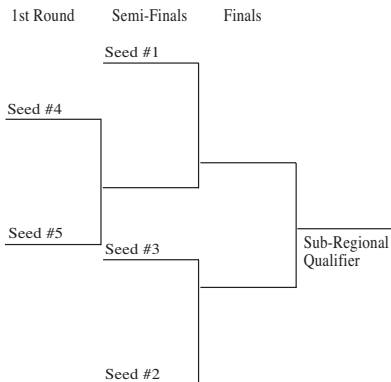 1st Round Semi-Finals Finals
Seed #1
Seed #4
Seed #5
Seed #3
Sub-Regional
Qualifier
Seed #2